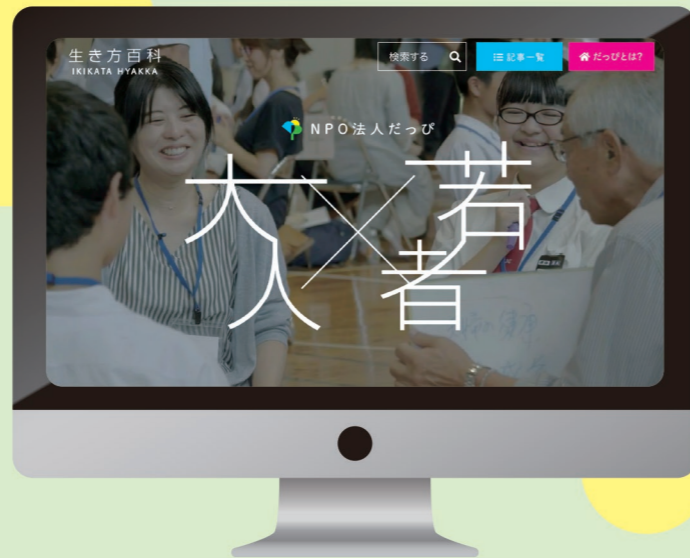 生き方百科
IKIKATA HYAKKA
検索する
記事一覧
だっぴとは?
NPO法人だっぴ
大人×若者